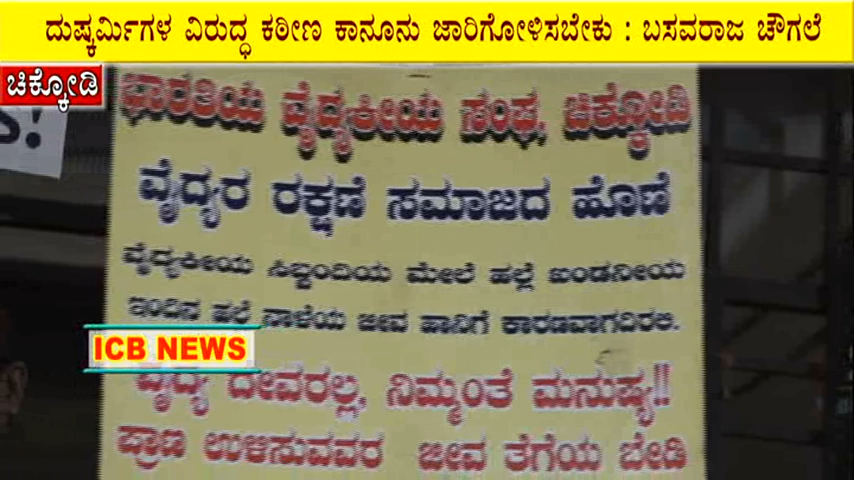 ದುಷ್ಕರ್ಮಿಗಳ ವಿರುದ್ಧ ಕಠೀಣ ಕಾನೂನು ಜಾರಿಗೋಳಿಸಬೇಕು : ಬಸವರಾಜ ಚೌಗಲೆ
ಚಿಕ್ಕೋಡಿ
ಭಾರತಿಯ ವೈದ್ಯಕೀಯ ಸಂಘ, ಚಿಕ್ಕೋಡಿ
ವೈದ್ಯರ ರಕ್ಷಣೆ ಸಮಾಜದ ಹೊಣೆ
ವೈದ್ಯಕೀಯ ಸಿಬ್ಬಂದಿಯ ಮೇಲೆ ಹಲ್ಲೆ ಖಂಡನೀಯ
ಇಂದಿನ ಹಲ್ಲೆ ನಾಳೆಯ ಜೀವ ಹಾನಿಗೆ ಕಾರಣವಾಗದಿರಲಿ.
ICB NEWS
ವೈದ್ಯ ದೇವರಲ್ಲ, ನಿಮ್ಮಂತೆ ಮನುಷ್ಯ!!
ಪ್ರಾಣ ಉಳಿಸುವವರ ಜೀವ ತೆಗೆಯ ಬೇಡಿ